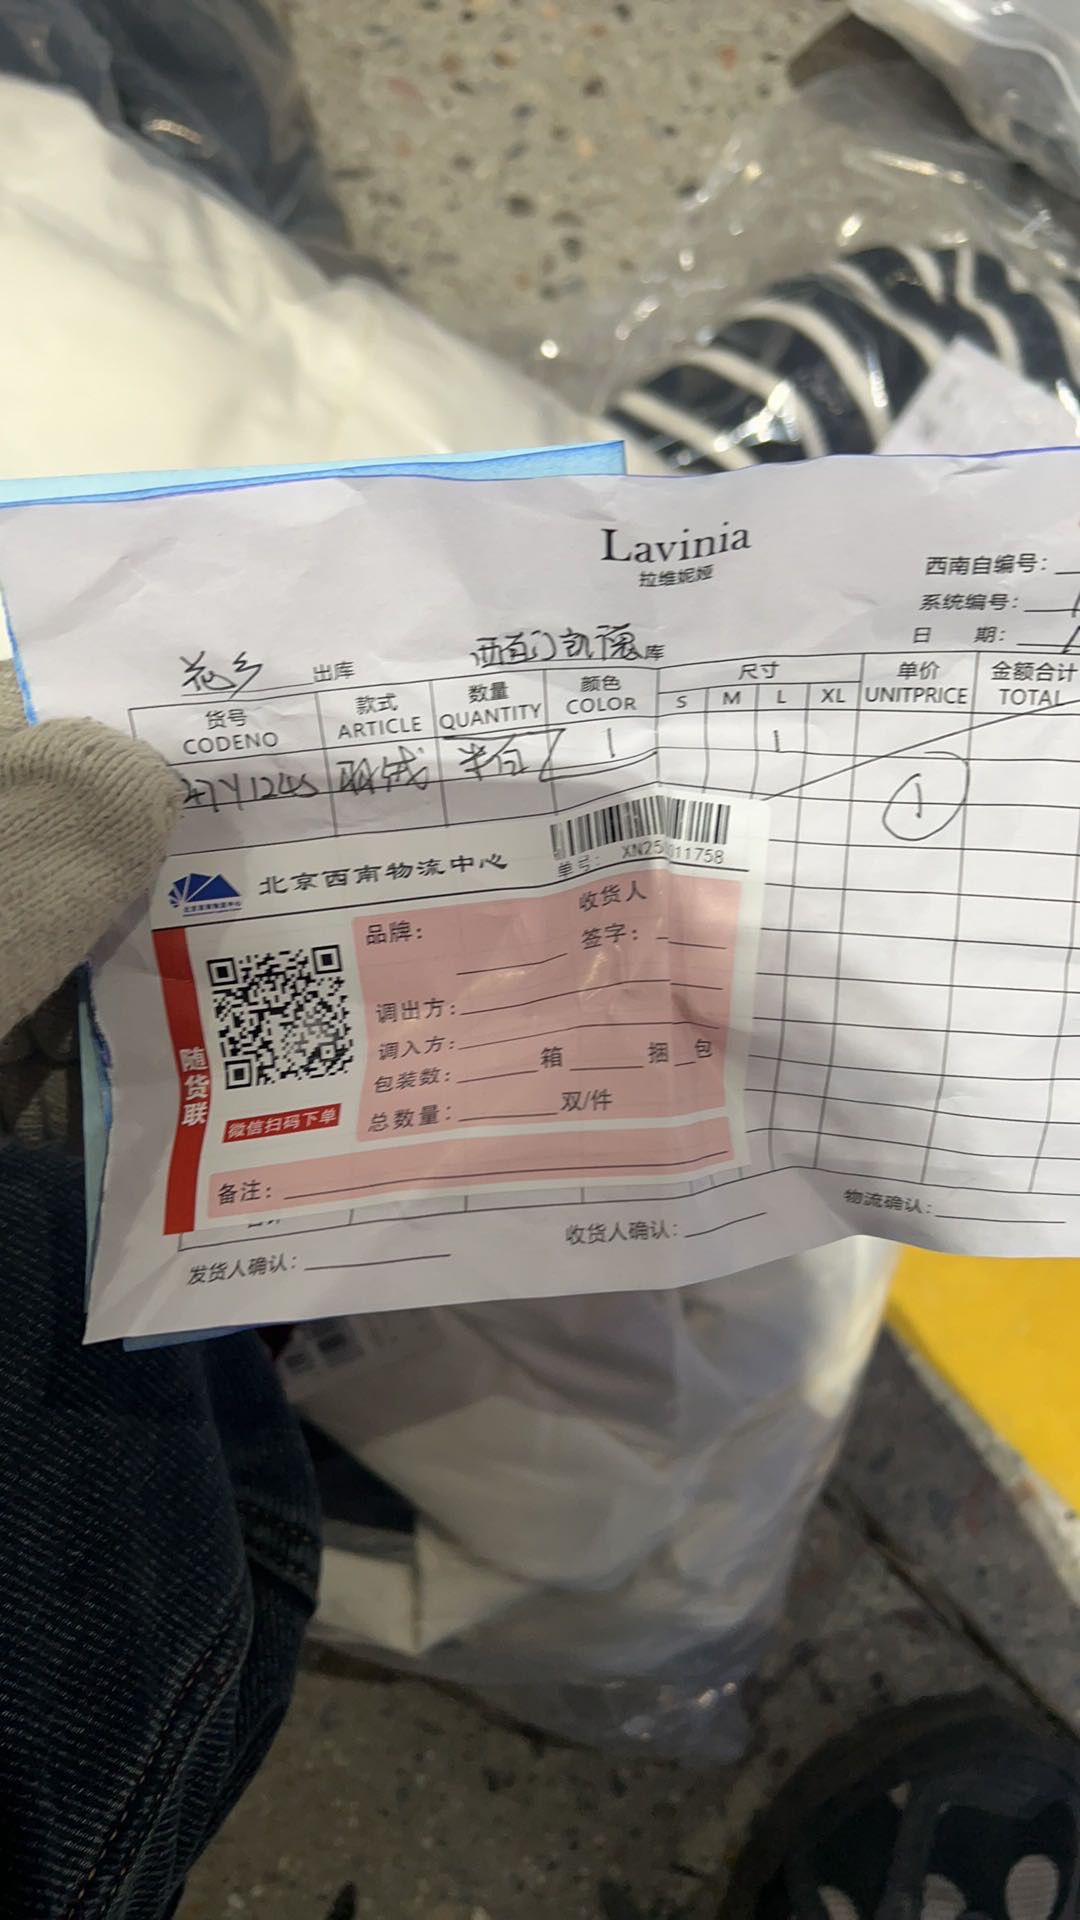 Lavinia
拉维妮娅
西南自编号：
系统编号：
日 期：
花乡 出库 西直门凯德库
货号 款式 数量 颜色 尺寸 单价 金额合计
CODENO ARTICLE QUANTITY COLOR S M L XL UNITPRICE TOTAL
羽绒 米白 1 1
1
北京西南物流中心
单号：
品牌： 收货人
签字：
调出方：
调入方：
包装数： 箱 捆 包
总数量： 双/件
随货联
微信扫码下单
备注：
发货人确认： 收货人确认： 物流确认：